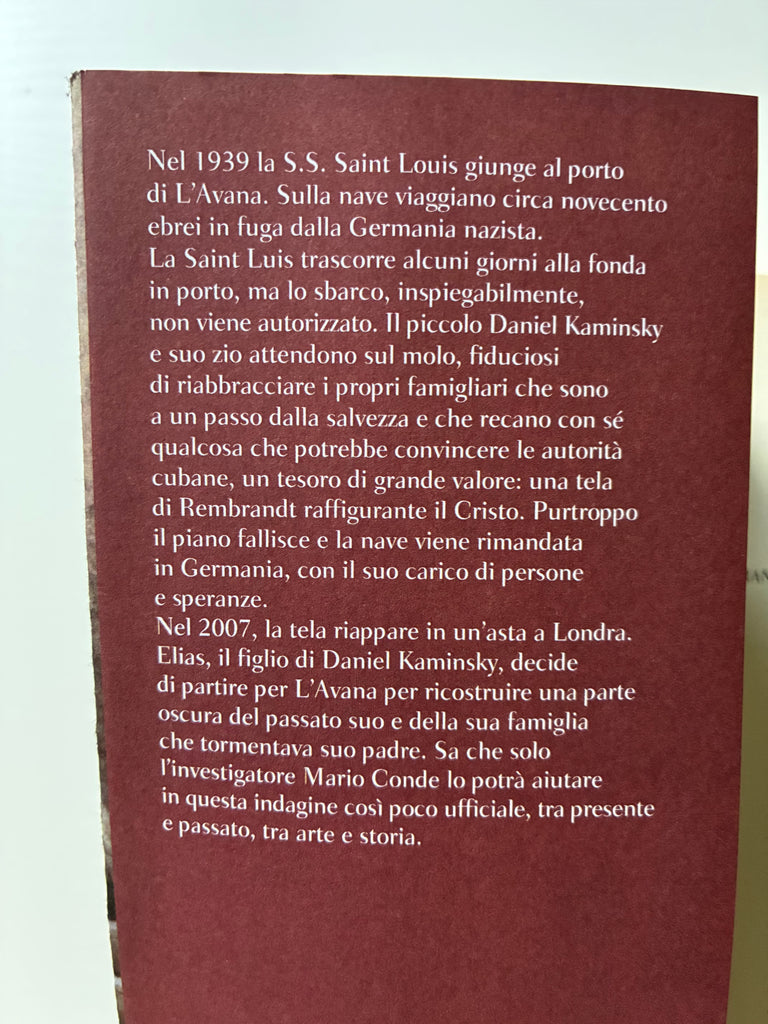 Nel 1939 la S.S. Saint Louis giunge al porto
di L'Avana. Sulla nave viaggiano circa novecento
ebrei in fuga dalla Germania nazista.
La Saint Luis trascorre alcuni giorni alla fonda
in porto, ma lo sbarco, inspiegabilmente,
non viene autorizzato. Il piccolo Daniel Kaminsky
e suo zio attendono sul molo, fiduciosi
di riabbracciare i propri famigliari che sono
a un passo dalla salvezza e che recano con sé
qualcosa che potrebbe convincere le autorità
cubane, un tesoro di grande valore: una tela
di Rembrandt raffigurante il Cristo. Purtroppo
il piano fallisce e la nave viene rimandata
in Germania, con il suo carico di persone
e speranze.
Nel 2007, la tela riappare in un'asta a Londra.
Elias, il figlio di Daniel Kaminsky, decide
di partire per L'Avana per ricostruire una parte
oscura del passato suo e della sua famiglia
che tormentava suo padre. Sa che solo
l'investigatore Mario Conde lo potrà aiutare
in questa indagine così poco ufficiale, tra presente
e passato, tra arte e storia.